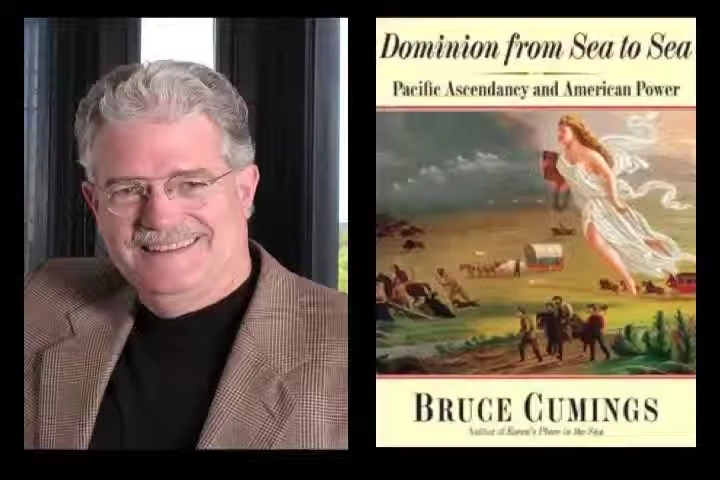 Dominion from Sea to Sea
Pacific Ascendancy and American Power
BRUCE CUMINGS
Author of Korea's Place in the Sun